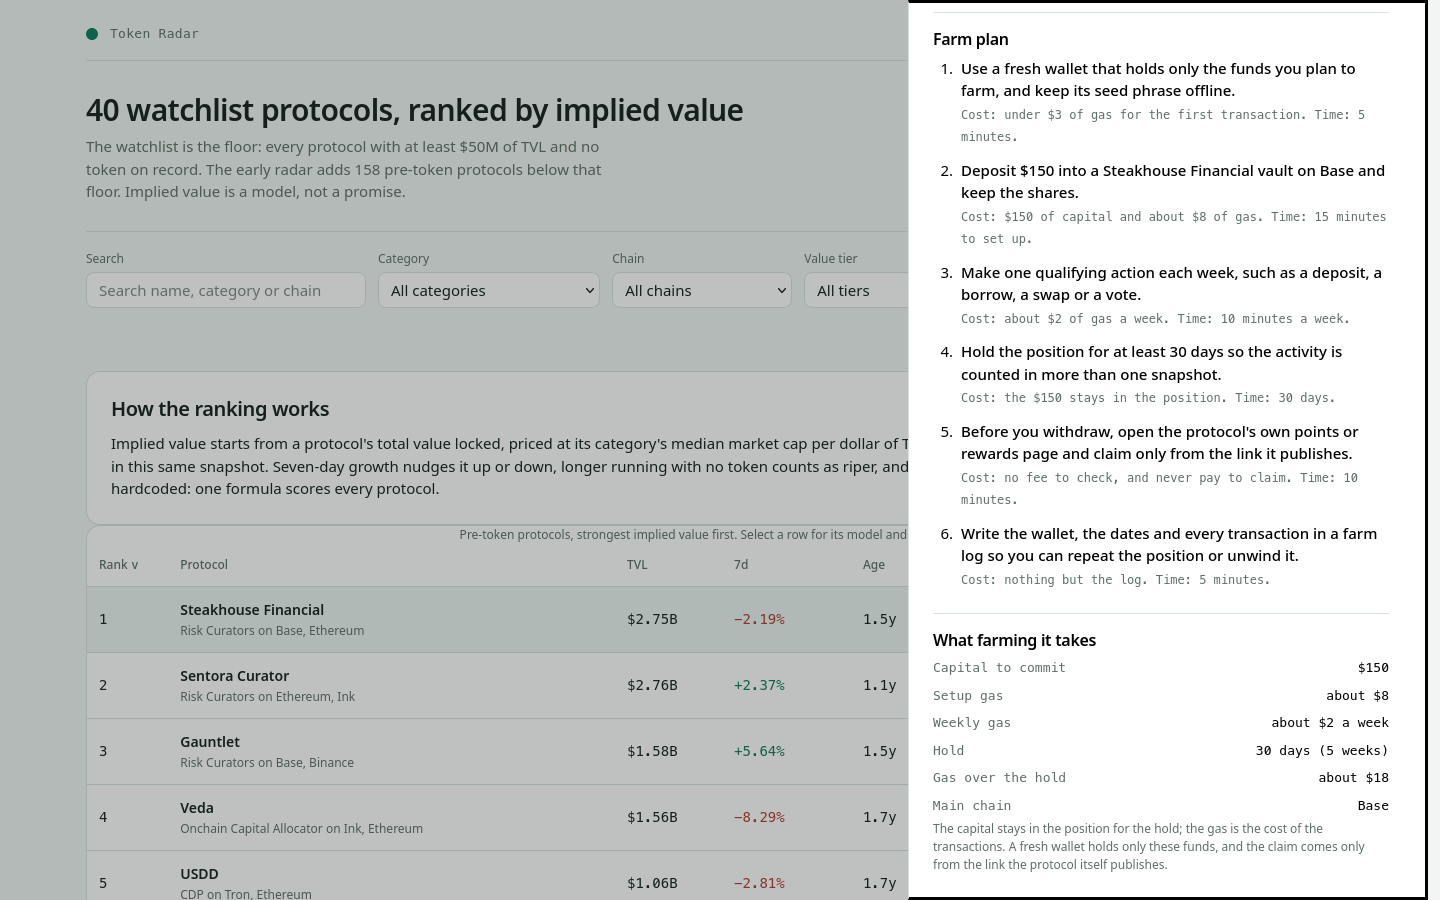 Token Radar
40 watchlist protocols, ranked by implied value
The watchlist is the floor: every protocol with at least $50M of TVL and no
token on record. The early radar adds 158 pre-token protocols below that
floor. Implied value is a model, not a promise.
Search
Category
Chain
Value tier
Search name, category or chain
All categories
All chains
All tiers
How the ranking works
Implied value starts from a protocol's total value locked, priced at its category's median market cap per dollar of T
in this same snapshot. Seven-day growth nudges it up or down, longer running with no token counts as riper, and
hardcoded: one formula scores every protocol.
Pre-token protocols, strongest implied value first. Select a row for its model and
Rank v
Protocol
TVL
7d
Age
1
Steakhouse Financial
Risk Curators on Base, Ethereum
$2.75B
−2.19%
1.5y
2
Sentora Curator
Risk Curators on Ethereum, Ink
$2.76B
+2.37%
1.1y
3
Gauntlet
Risk Curators on Base, Binance
$1.58B
+5.64%
1.5y
4
Veda
Onchain Capital Allocator on Ink, Ethereum
$1.56B
−8.29%
1.7y
5
USDD
CDP on Tron, Ethereum
$1.06B
−2.81%
1.7y
Farm plan
1. Use a fresh wallet that holds only the funds you plan to
farm, and keep its seed phrase offline.
Cost: under $3 of gas for the first transaction. Time: 5
minutes.
2. Deposit $150 into a Steakhouse Financial vault on Base and
keep the shares.
Cost: $150 of capital and about $8 of gas. Time: 15 minutes
to set up.
3. Make one qualifying action each week, such as a deposit, a
borrow, a swap or a vote.
Cost: about $2 of gas a week. Time: 10 minutes a week.
4. Hold the position for at least 30 days so the activity is
counted in more than one snapshot.
Cost: the $150 stays in the position. Time: 30 days.
5. Before you withdraw, open the protocol's own points or
rewards page and claim only from the link it publishes.
Cost: no fee to check, and never pay to claim. Time: 10
minutes.
6. Write the wallet, the dates and every transaction in a farm
log so you can repeat the position or unwind it.
Cost: nothing but the log. Time: 5 minutes.
What farming it takes
Capital to commit $150
Setup gas about $8
Weekly gas about $2 a week
Hold 30 days (5 weeks)
Gas over the hold about $18
Main chain Base
The capital stays in the position for the hold; the gas is the cost of the
transactions. A fresh wallet holds only these funds, and the claim comes only
from the link the protocol itself publishes.